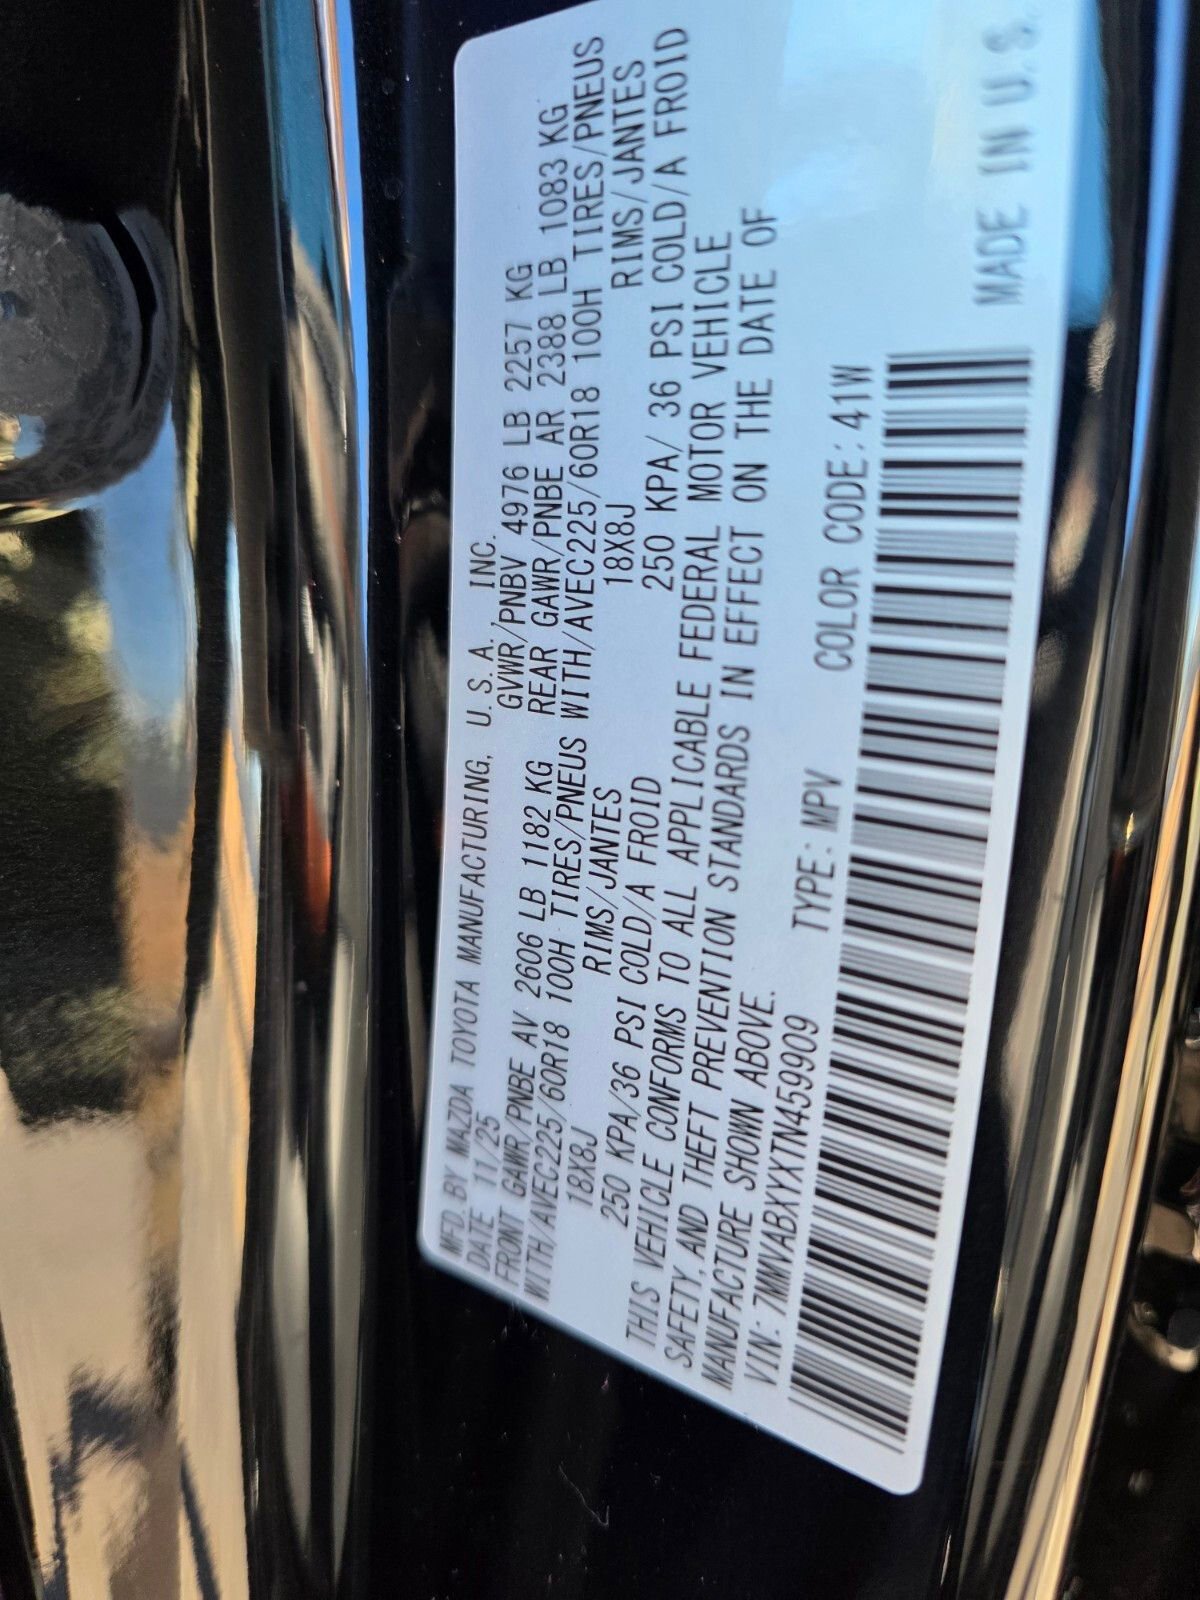 MFD. BY MAZDA TOYOTA MANUFACTURING, U.S.A., INC.
DATE 11/25 GVWR/PNBV 4976 LB 2257 KG
FRONT GAWR/PNBE AV 2606 LB 1182 KG REAR GAWR/PNBE AR 2388 LB 1083 KG
WITH/AVEC225/60R18 100H TIRES/PNEUS WITH/AVEC225/60R18 100H TIRES/PNEUS
18X8J RIMS/JANTES 18X8J RIMS/JANTES
250 KPA/36 PSI COLD/A FROID 250 KPA/ 36 PSI COLD/A FROID
THIS VEHICLE CONFORMS TO ALL APPLICABLE FEDERAL MOTOR VEHICLE
SAFETY, AND THEFT PREVENTION STANDARDS IN EFFECT ON THE DATE OF
MANUFACTURE SHOWN ABOVE.
VIN: 7MMVABXYXTN459909 TYPE: MPV COLOR CODE: 41W
MADE IN U.S.